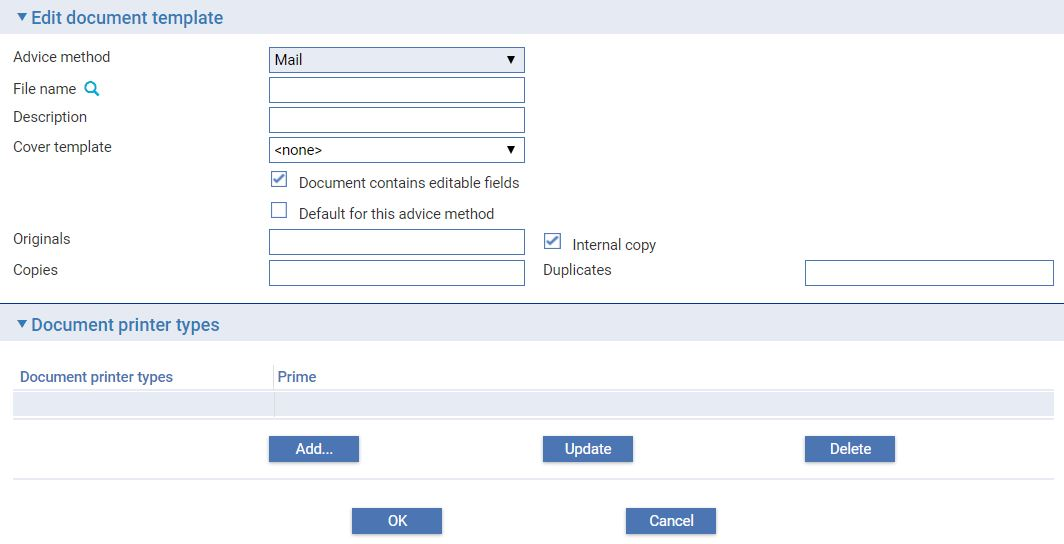 Edit document template
Advice method
Mail
File name
Description
Cover template
<none>
Document contains editable fields
Default for this advice method
Originals
Internal copy
Copies
Duplicates
Document printer types
Document printer types Prime
Add... Update Delete
OK Cancel